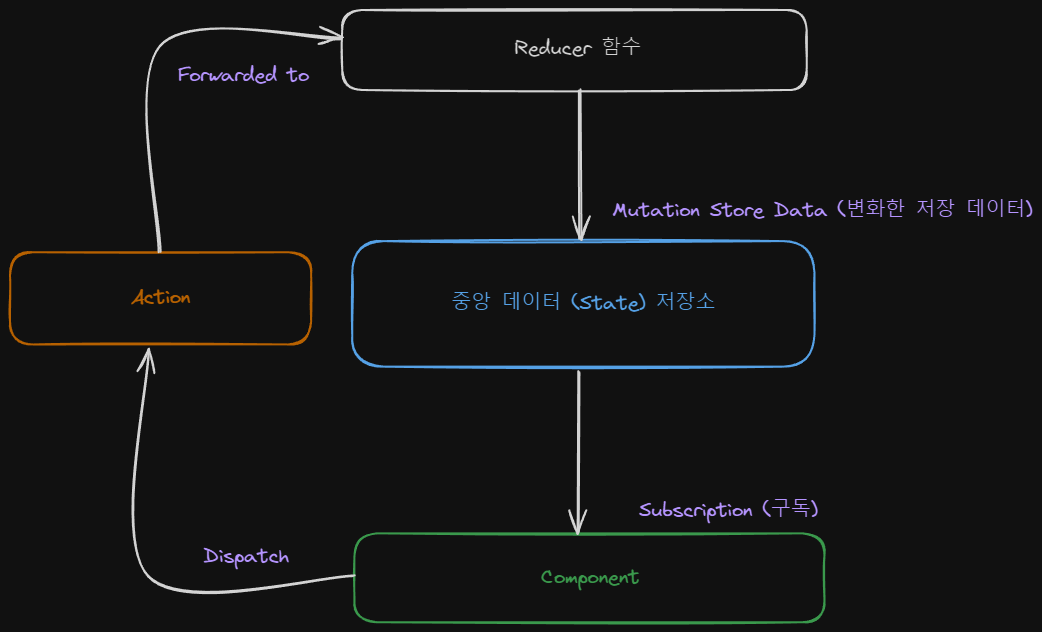 Reducer 함수
Forwarded to
Mutation Store Data (변화한 저장 데이터)
Action
중앙 데이터 (State) 저장소
Subscription (구독)
Dispatch
Component